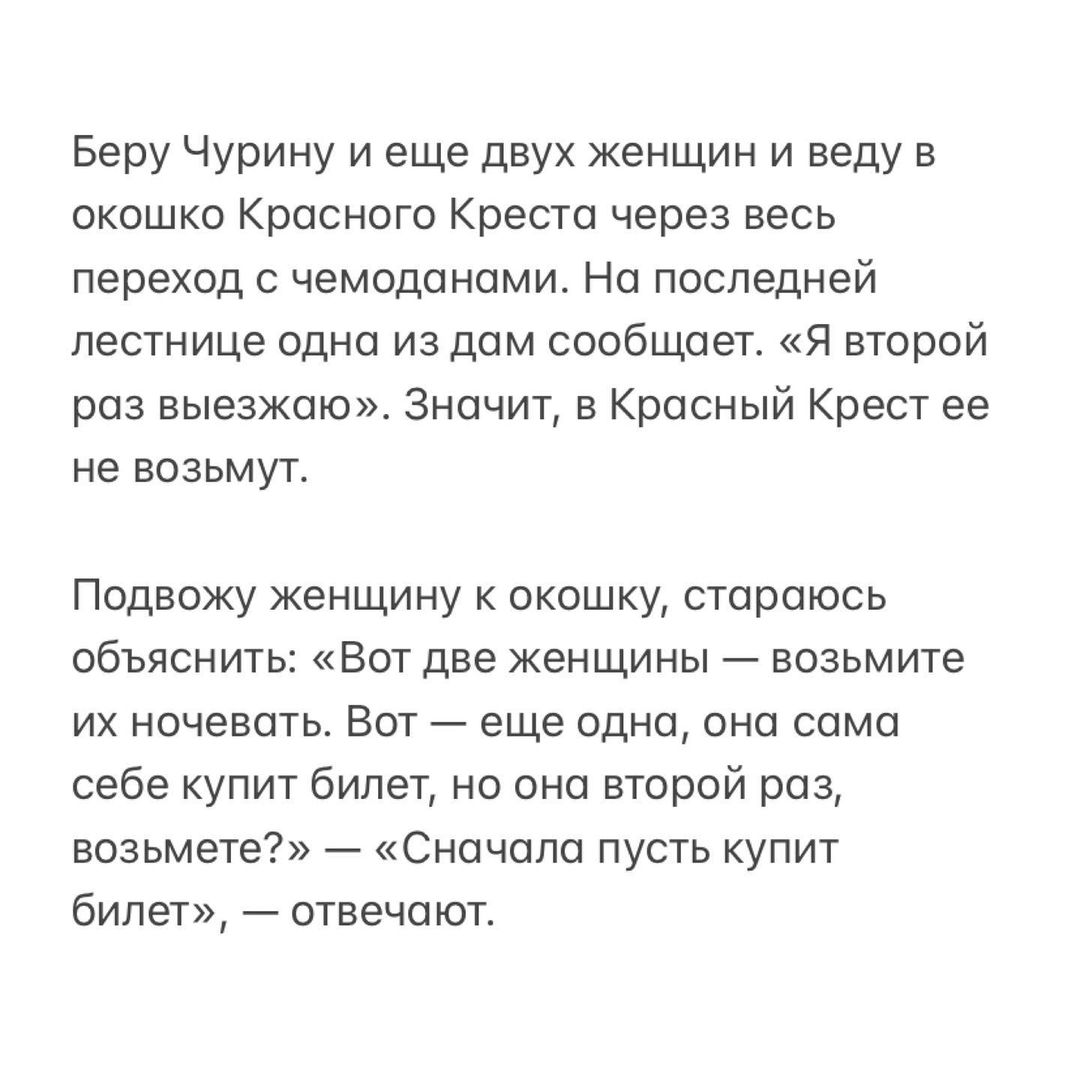 Беру Чурину и еще двух женщин и веду в
окошко Красного Креста через весь
переход с чемоданами. На последней
лестнице одна из дам сообщает. «Я второй
раз выезжаю». Значит, в Красный Крест ее
не возьмут.
Подвожу женщину к окошку, стараюсь
объяснить: «Вот две женщины — возьмите
их ночевать. Вот — еще одна, она сама
себе купит билет, но она второй раз,
возьмете?» — «Сначала пусть купит
билет», — отвечают.